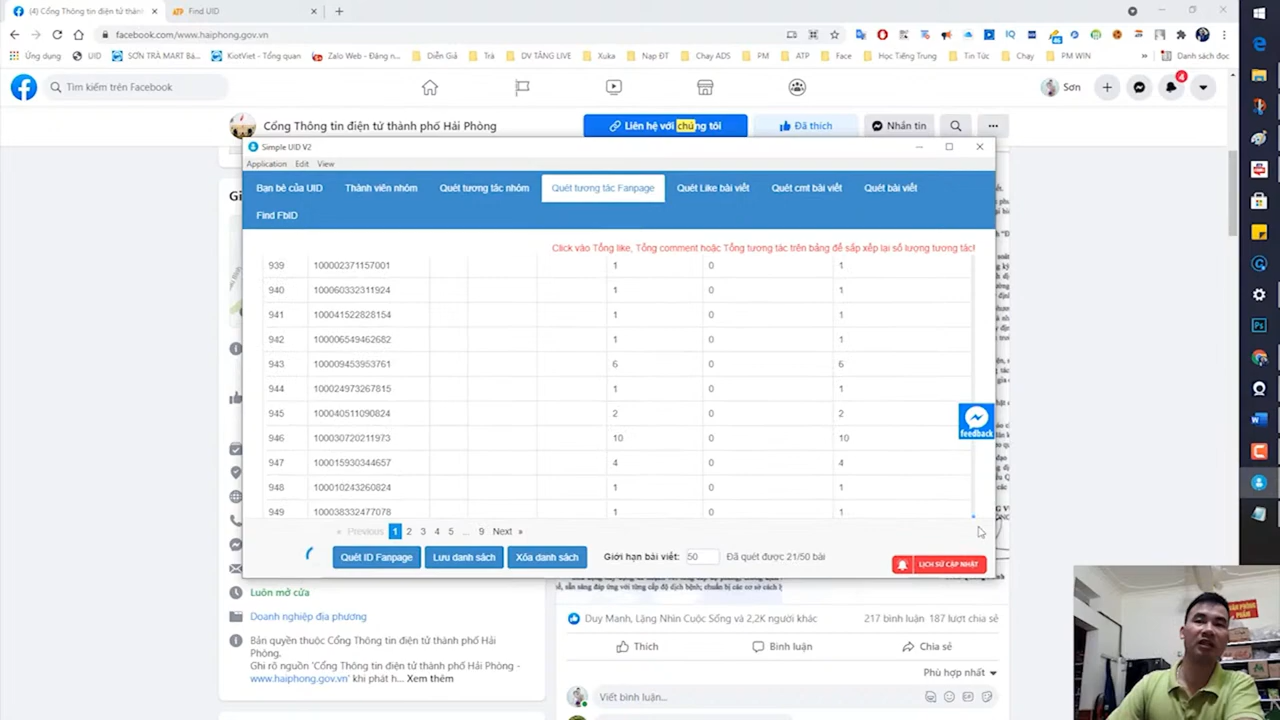 (4) Cổng Thông tin điện tử thành
Find UID
facebook.com/www.haiphong.gov.vn
Ứng dụng
UID
SƠN TRÀ MART Bá...
KiotViet - Tổng quan
Zalo Web - Đăng n...
Diễn Giả
Trà
DV TĂNG LIVE
Xuka
Nạp ĐT
Chạy ADS
PM
ATP
Face
Học Tiếng Trung
Tin Tức
Chạy
PM WIN
Danh sách đọc
Tìm kiếm trên Facebook
Sơn
4
Cổng Thông tin điện tử thành phố Hải Phòng
Liên hệ với chúng tôi
Đã thích
Nhắn tin
Simple UID V2
Application Edit View
Bạn bè của UID
Thành viên nhóm
Quét tương tác nhóm
Quét tương tác Fanpage
Quét Like bài viết
Quét cmt bài viết
Quét bài viết
Find FbID
Click vào Tổng like, Tổng comment hoặc Tổng tương tác trên bảng để sắp xếp lại số lượng tương tác!
939 100002371157001 1 0 1
940 100060332311924 1 0 1
941 100041522828154 1 0 1
942 100006549462682 1 0 1
943 100009453953761 6 0 6
944 100024973267815 1 0 1
945 100040511090824 2 0 2
946 100030720211973 10 0 10
947 100015930344657 4 0 4
948 100010243260824 1 0 1
949 100038332477078 1 0 1
feedback
« Previous 1 2 3 4 5 ... 9 Next »
Quét ID Fanpage
Lưu danh sách
Xóa danh sách
Giới hạn bài viết: 50
Đã quét được 21/50 bài
LỊCH SỬ CẬP NHẬT
Luôn mở cửa
Doanh nghiệp địa phương
Bản quyền thuộc Cổng Thông tin điện tử thành phố Hải
Phòng.
Ghi rõ nguồn 'Cổng Thông tin điện tử thành phố Hải Phòng -
www.haiphong.gov.vn' khi phát h... Xem thêm
Duy Manh, Lặng Nhìn Cuộc Sống và 2,2K người khác
217 bình luận 187 lượt chia sẻ
Thích
Bình luận
Chia sẻ
Phù hợp nhất
Viết bình luận...
VĂN PHÒNG
PHẨM